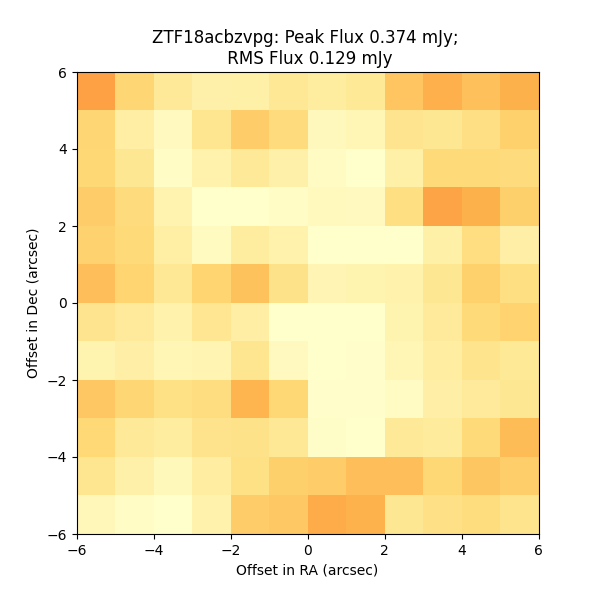 ZTF18acbzvpg: Peak Flux 0.374 mJy;
RMS Flux 0.129 mJy
6
4
2
0
−2
−4
−6
Offset in Dec (arcsec)
−6 −4 −2 0 2 4 6
Offset in RA (arcsec)